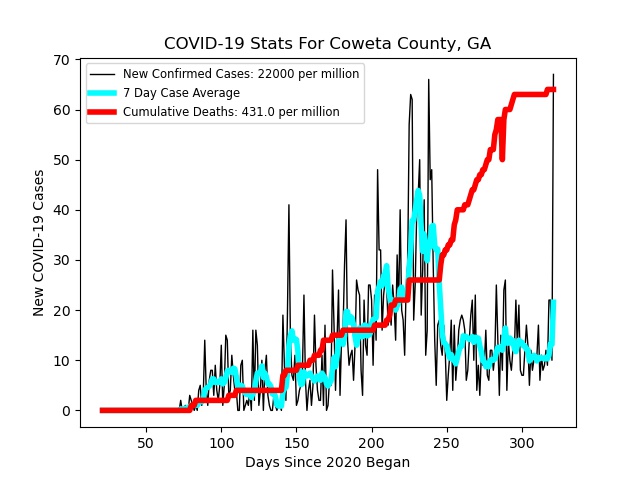 COVID-19 Stats For Coweta County, GA
New Confirmed Cases: 22000 per million
7 Day Case Average
Cumulative Deaths: 431.0 per million
New COVID-19 Cases
70
60
50
40
30
20
10
0
50 100 150 200 250 300
Days Since 2020 Began